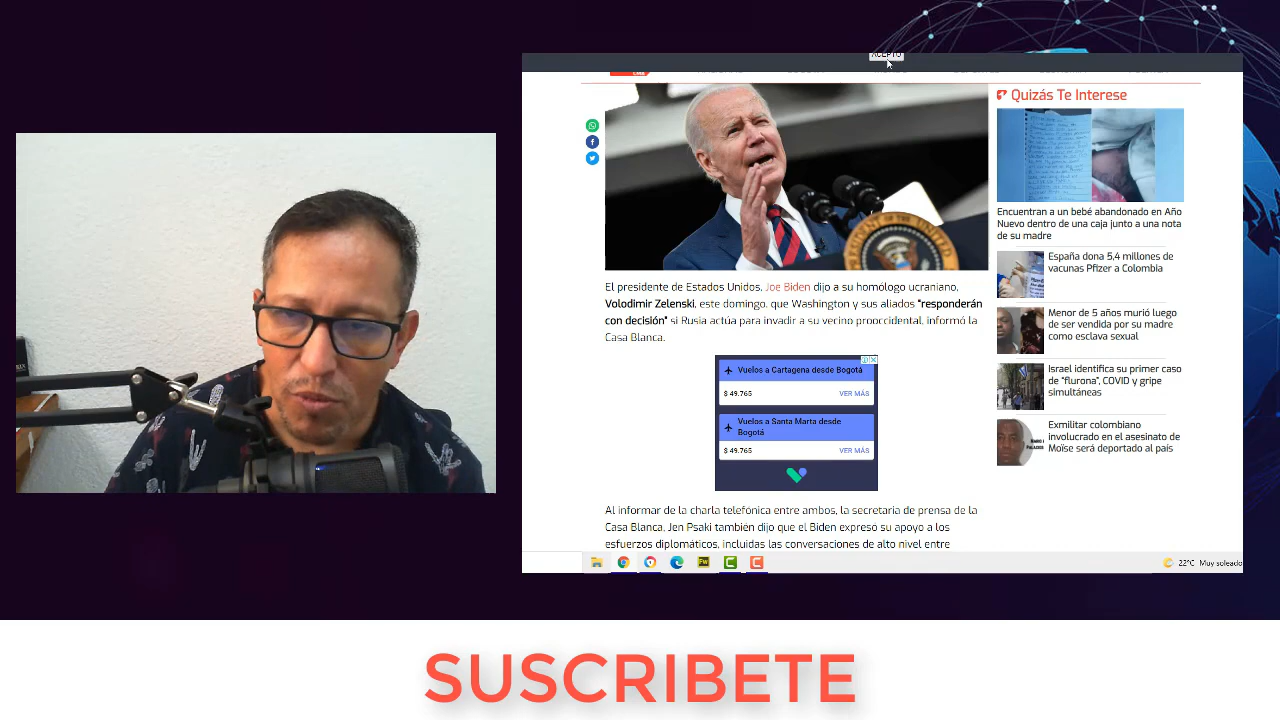 ACEPTO
Quizás Te Interese
Encuentran a un bebé abandonado en Año
Nuevo dentro de una caja junto a una nota
de su madre
España dona 5,4 millones de
vacunas Pfizer a Colombia
Menor de 5 años murió luego
de ser vendida por su madre
como esclava sexual
Israel identifica su primer caso
de "flurona", COVID y gripe
simultáneas
Exmilitar colombiano
involucrado en el asesinato de
Moïse será deportado al país
El presidente de Estados Unidos, Joe Biden dijo a su homólogo ucraniano,
Volodimir Zelenski, este domingo, que Washington y sus aliados "responderán
con decisión" si Rusia actúa para invadir a su vecino prooccidental, informó la
Casa Blanca.
Vuelos a Cartagena desde Bogotá
$ 49.765 VER MÁS
Vuelos a Santa Marta desde
Bogotá
$ 49.765 VER MÁS
Al informar de la charla telefónica entre ambos, la secretaria de prensa de la
Casa Blanca, Jen Psaki también dijo que el Biden expresó su apoyo a los
esfuerzos diplomáticos, incluidas las conversaciones de alto nivel entre
Fw
22°C Muy soleado
SUSCRIBETE